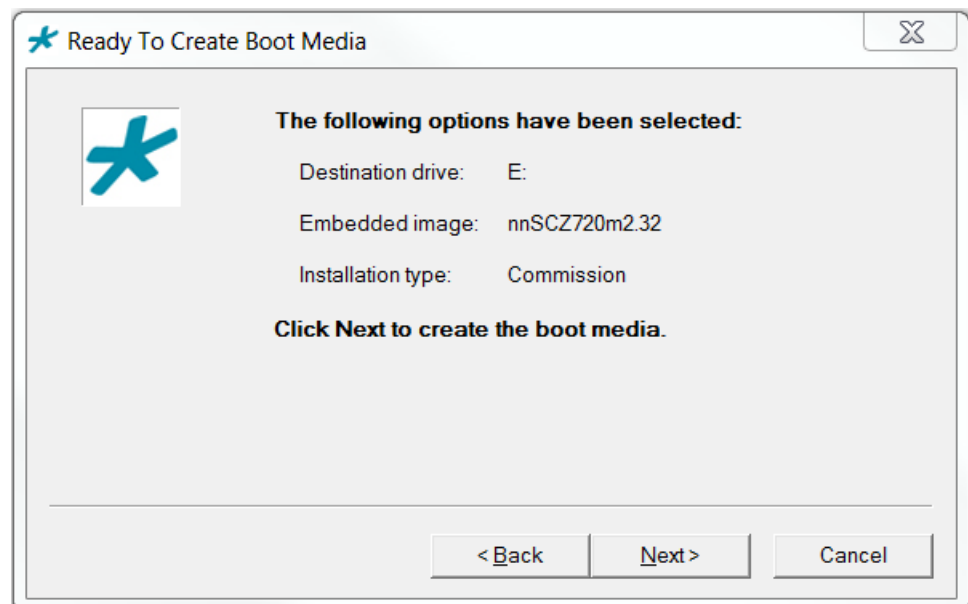 Ready To Create Boot Media
The following options have been selected:
Destination drive: E:
Embedded image: nnSCZ720m2.32
Installation type: Commission
Click Next to create the boot media.
< Back Next > Cancel